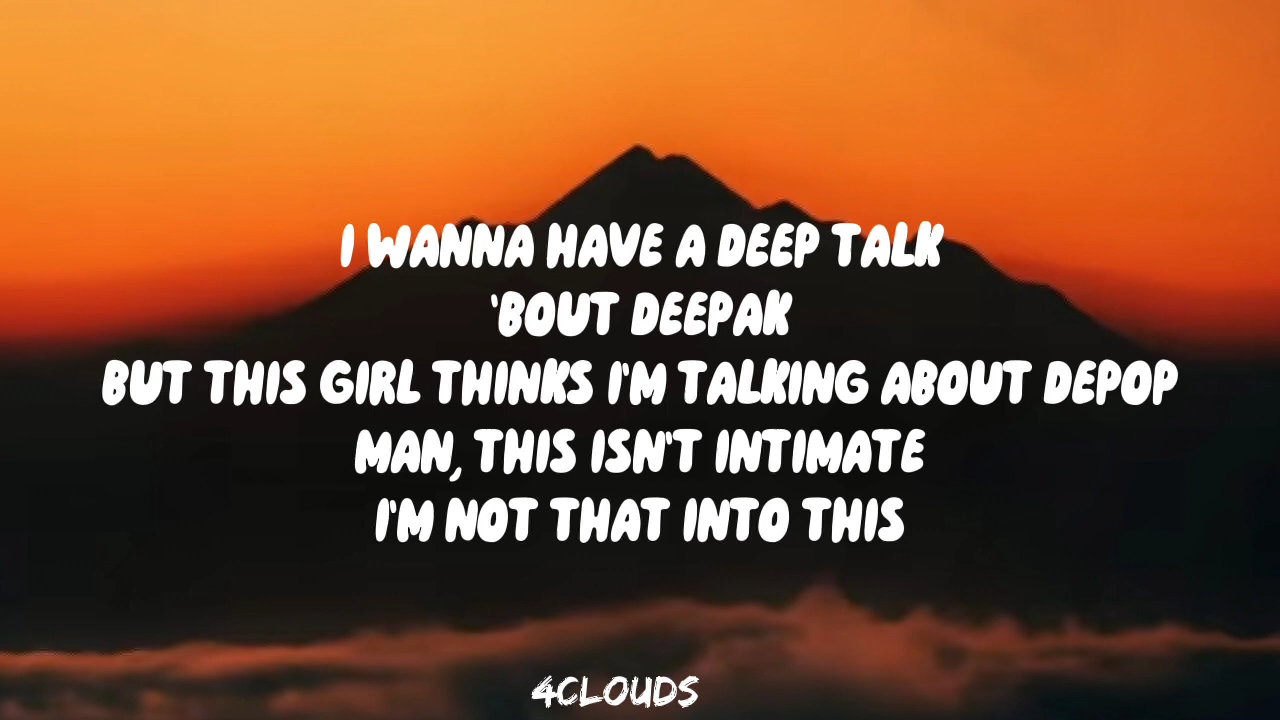 I WANNA HAVE A DEEP TALK
'BOUT DEEPAK
BUT THIS GIRL THINKS I'M TALKING ABOUT DEPOP
MAN, THIS ISN'T INTIMATE
I'M NOT THAT INTO THIS
4CLOUDS